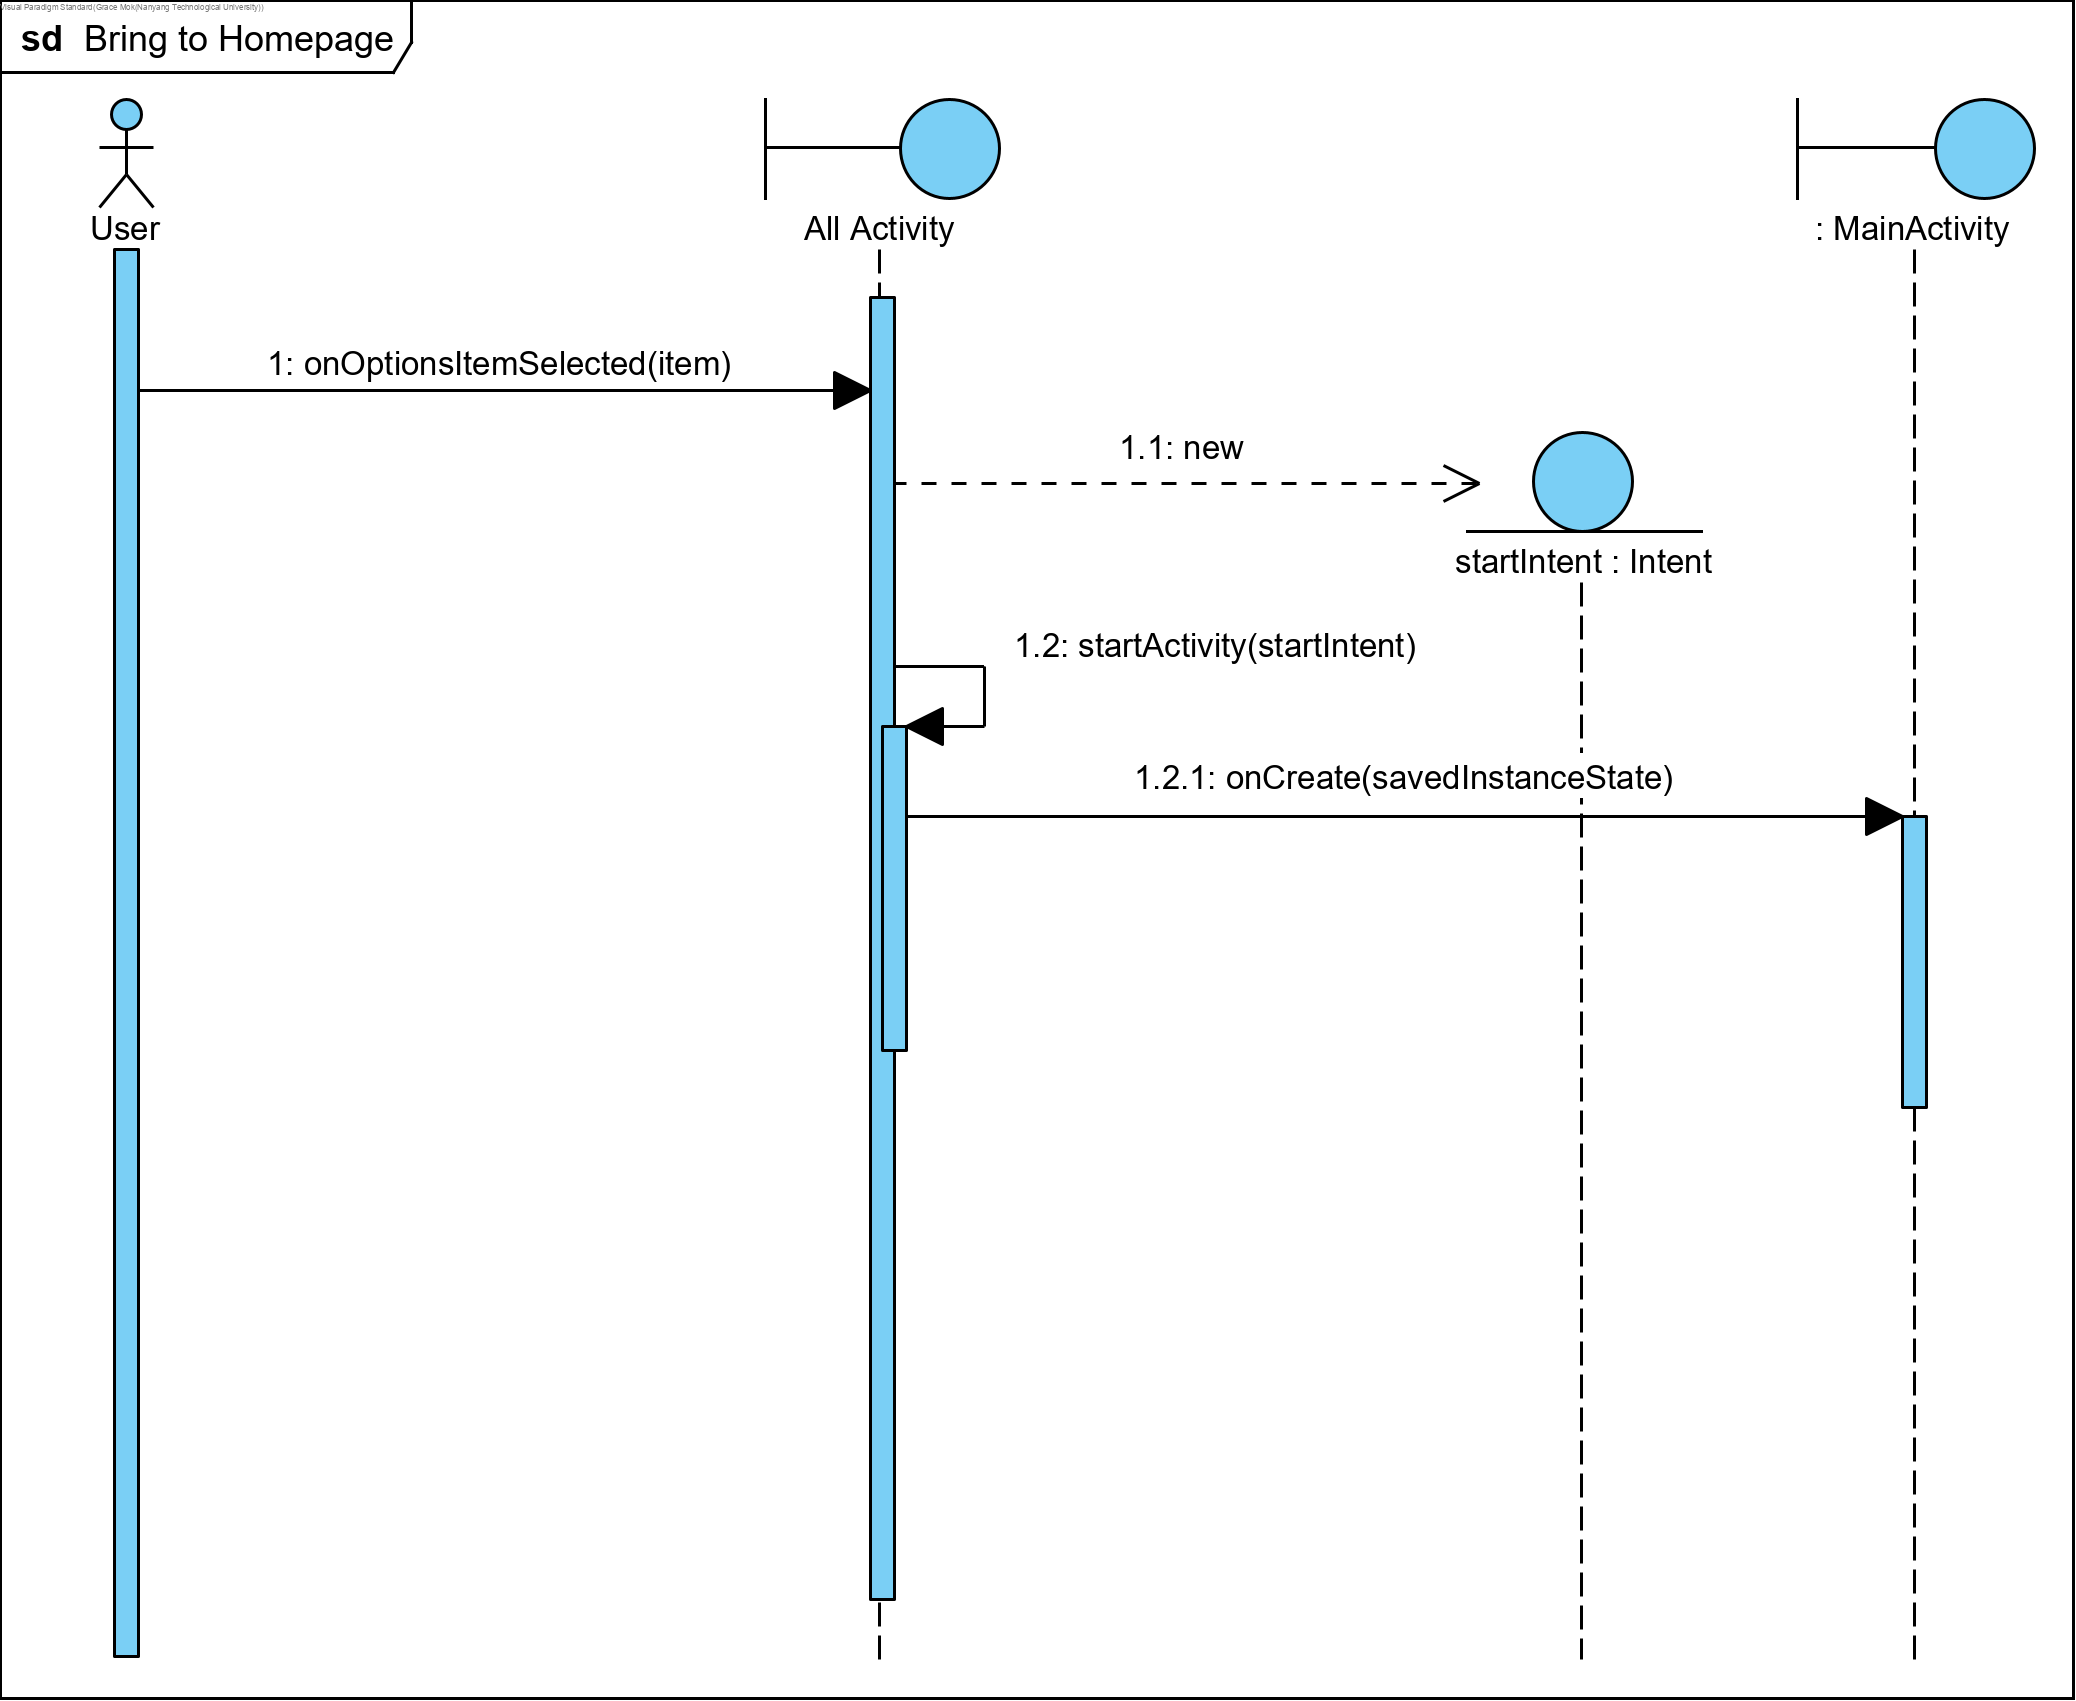 Visual Paradigm Standard(Grace Mok(Nanyang Technological University))
sd Bring to Homepage
User
All Activity
: MainActivity
1: onOptionsItemSelected(item)
1.1: new
startIntent : Intent
1.2: startActivity(startIntent)
1.2.1: onCreate(savedInstanceState)